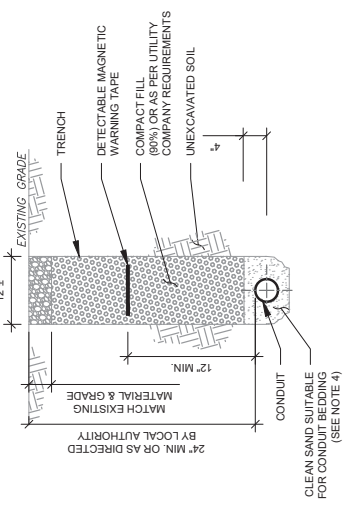 12"±
EXISTING GRADE
TRENCH
DETECTABLE MAGNETIC
WARNING TAPE
COMPACT FILL
(90%) OR AS PER UTILITY
COMPANY REQUIREMENTS
UNEXCAVATED SOIL
4"
24" MIN. OR AS DIRECTED
BY LOCAL AUTHORITY
MATCH EXISTING
MATERIAL & GRADE
12" MIN.
CONDUIT
CLEAN SAND SUITABLE
FOR CONDUIT BEDDING
(SEE NOTE 4)